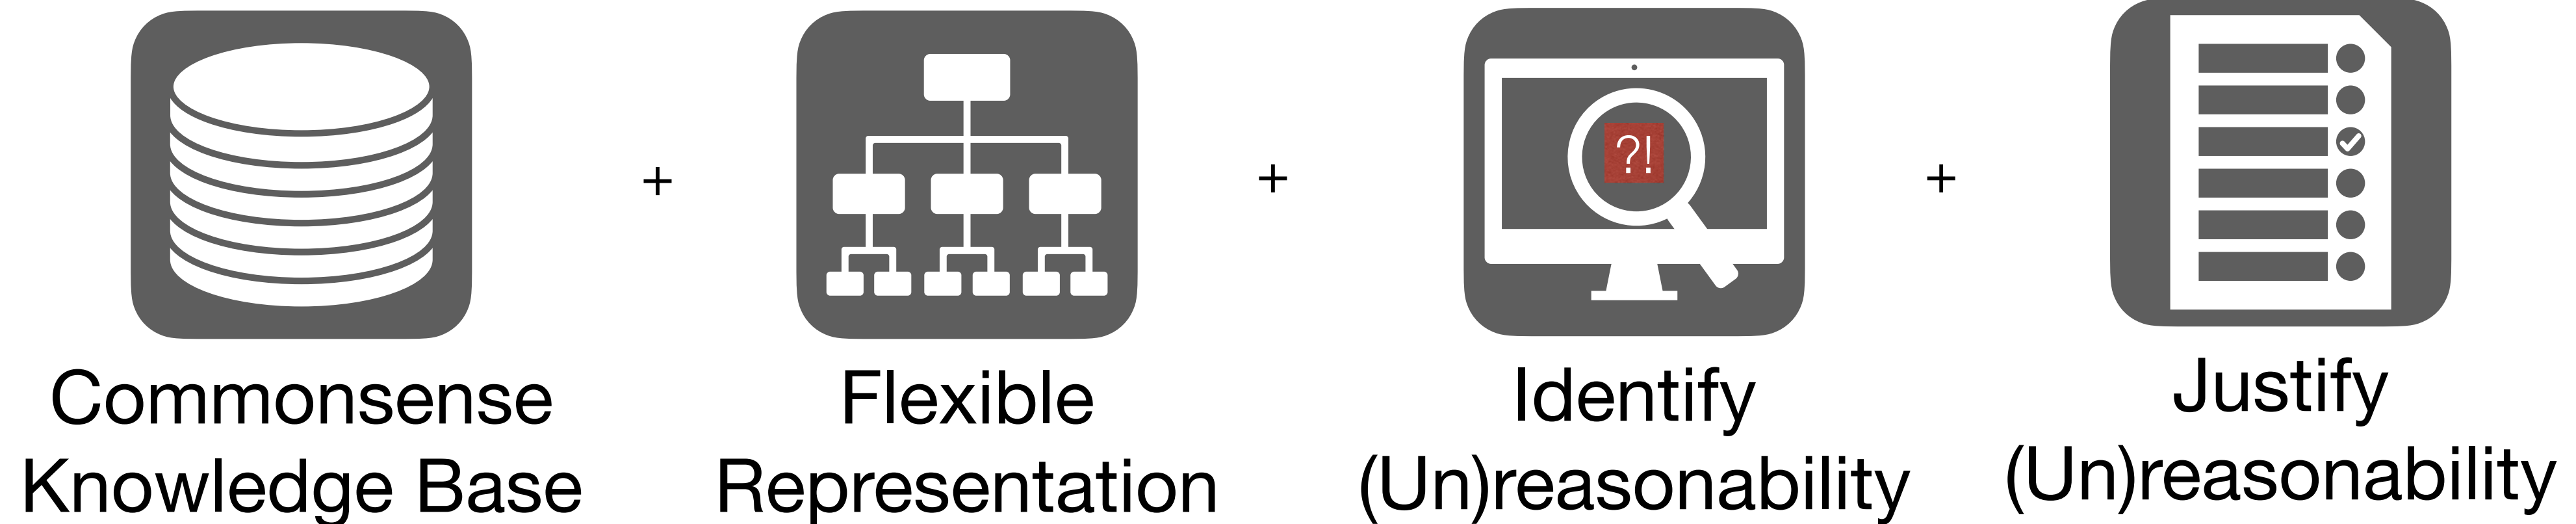 ?!
+
+
+
Commonsense
Knowledge Base
Flexible
Representation
Identify
(Un)reasonability
Justify
(Un)reasonability